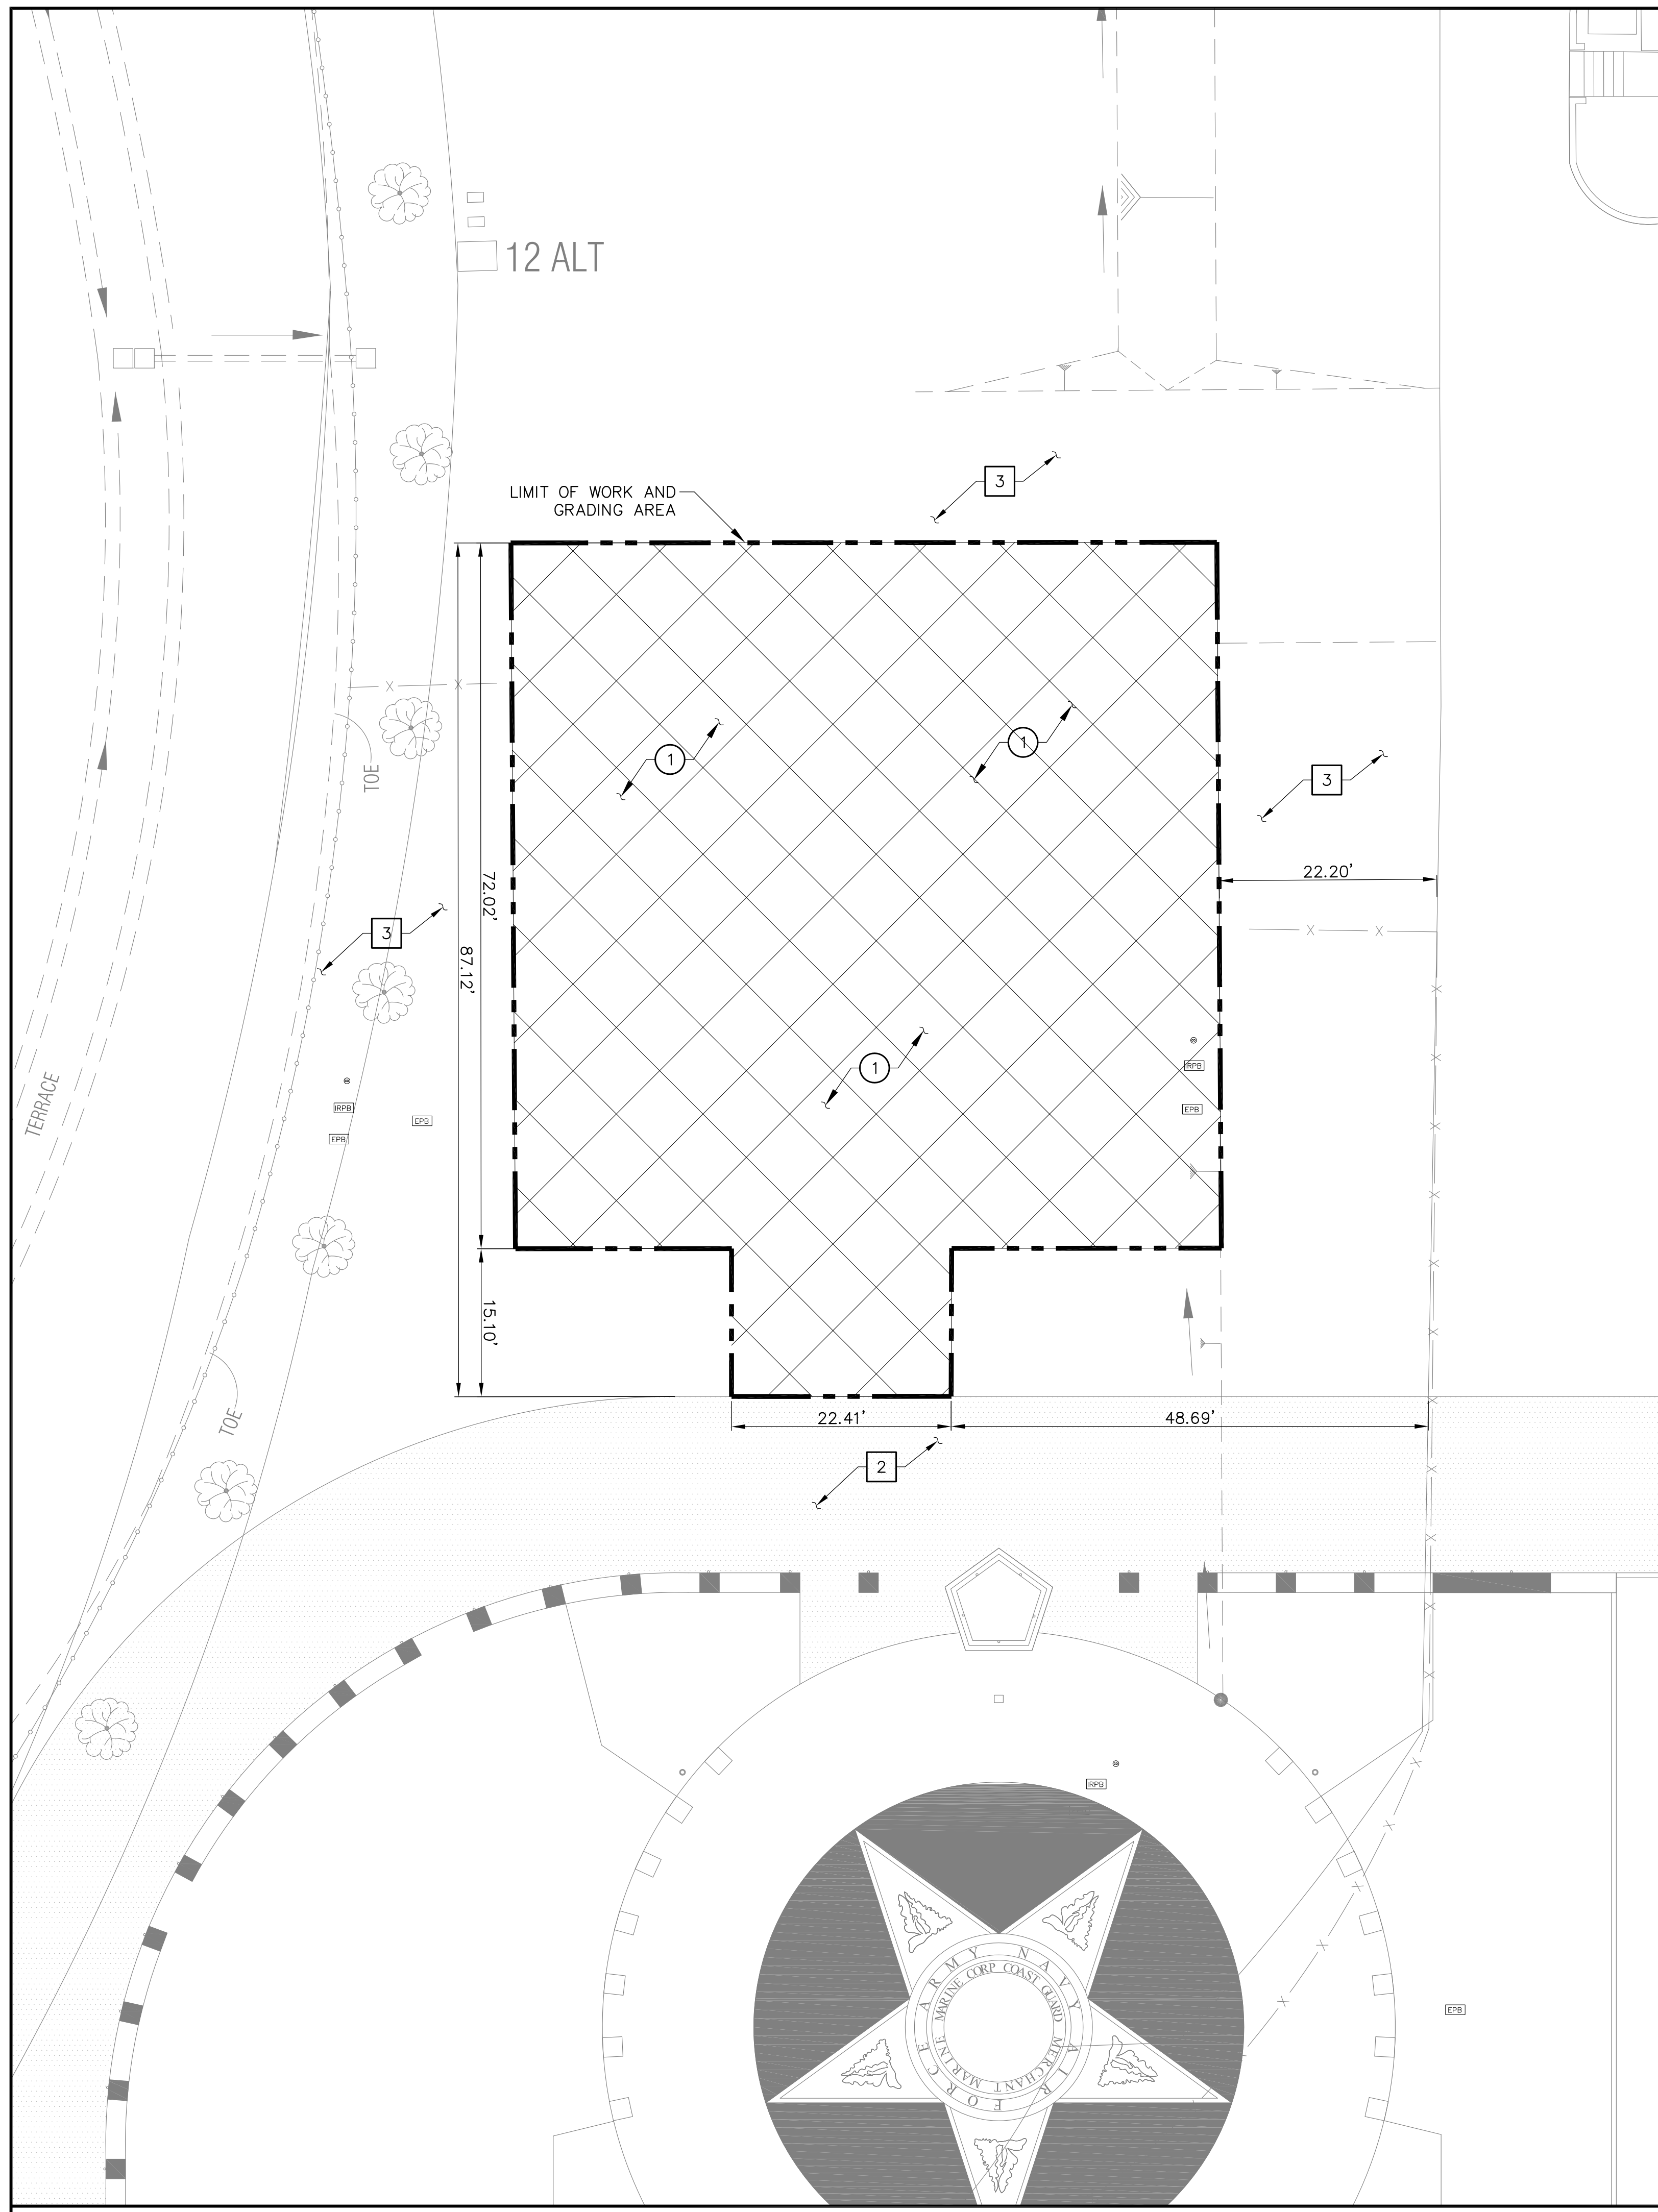 12 ALT
LIMIT OF WORK AND
GRADING AREA
3
1
1
TOE
3
72.02'
22.20'
3
87.12'
IRPB
1
TERRACE
IRPB
EPB
EPB
EPB
15.10'
TOE
22.41'
48.69'
2
IRPB
ARMY NAVY AIR FORCE
MARINE CORP COAST GUARD MERCHANT MARINE
EPB